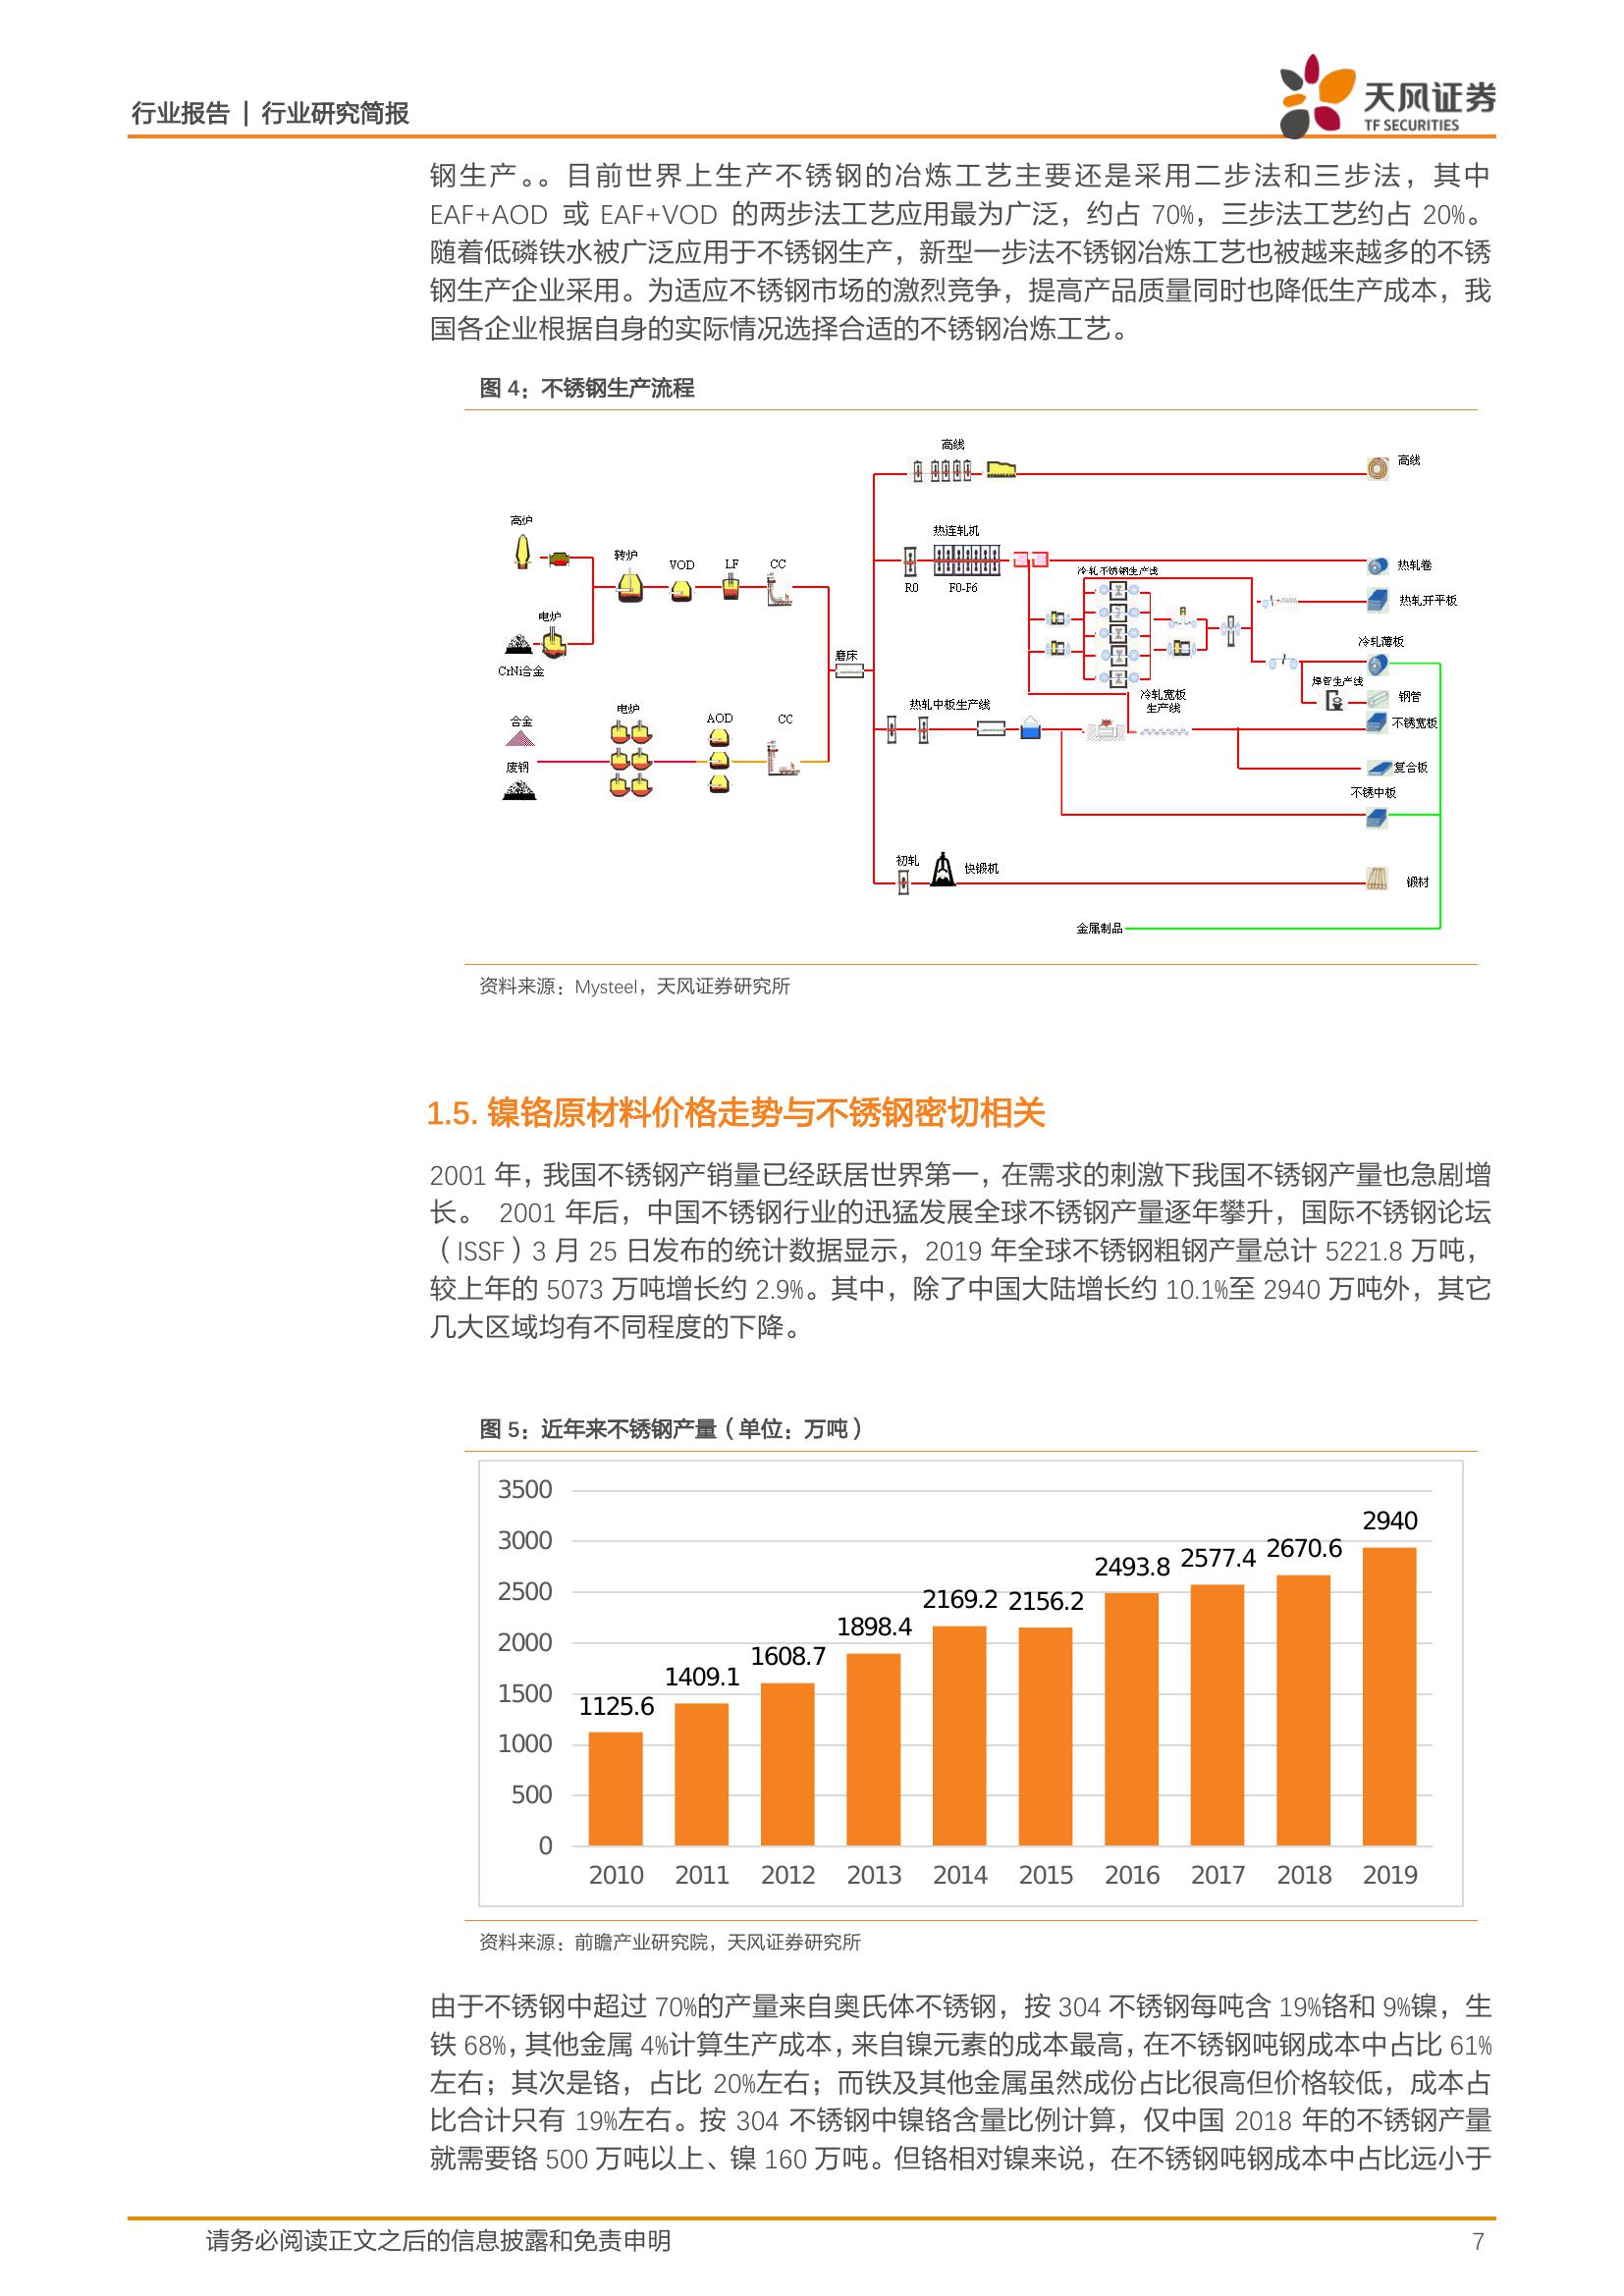 行业报告 | 行业研究简报
天风证券
TF SECURITIES
钢生产。。目前世界上生产不锈钢的冶炼工艺主要还是采用二步法和三步法，其中
EAF+AOD 或 EAF+VOD 的两步法工艺应用最为广泛，约占 70%，三步法工艺约占 20%。
随着低磷铁水被广泛应用于不锈钢生产，新型一步法不锈钢冶炼工艺也被越来越多的不锈
钢生产企业采用。为适应不锈钢市场的激烈竞争，提高产品质量同时也降低生产成本，我
国各企业根据自身的实际情况选择合适的不锈钢冶炼工艺。
图 4：不锈钢生产流程
高线
高线
高炉
热连轧机
转炉
VOD
LF
CC
R0
F0-F6
冷轧不锈钢生产线
热轧卷
热轧开平板
电炉
CrNi合金
磨床
冷轧薄板
焊管生产线
钢管
冷轧宽板
生产线
热轧中板生产线
不锈宽板
合金
废钢
电炉
AOD
CC
复合板
不锈中板
初轧
快锻机
锻材
金属制品
资料来源：Mysteel，天风证券研究所
1.5. 镍铬原材料价格走势与不锈钢密切相关
2001 年，我国不锈钢产销量已经跃居世界第一，在需求的刺激下我国不锈钢产量也急剧增
长。 2001 年后，中国不锈钢行业的迅猛发展全球不锈钢产量逐年攀升，国际不锈钢论坛
（ISSF）3 月 25 日发布的统计数据显示，2019 年全球不锈钢粗钢产量总计 5221.8 万吨，
较上年的 5073 万吨增长约 2.9%。其中，除了中国大陆增长约 10.1%至 2940 万吨外，其它
几大区域均有不同程度的下降。
图 5：近年来不锈钢产量（单位：万吨）
3500
3000
2500
2000
1500
1000
500
0
1125.6
1409.1
1608.7
1898.4
2169.2
2156.2
2493.8
2577.4
2670.6
2940
2010 2011 2012 2013 2014 2015 2016 2017 2018 2019
资料来源：前瞻产业研究院，天风证券研究所
由于不锈钢中超过 70%的产量来自奥氏体不锈钢，按 304 不锈钢每吨含 19%铬和 9%镍，生
铁 68%，其他金属 4%计算生产成本，来自镍元素的成本最高，在不锈钢吨钢成本中占比 61%
左右；其次是铬，占比 20%左右；而铁及其他金属虽然成份占比很高但价格较低，成本占
比合计只有 19%左右。按 304 不锈钢中镍铬含量比例计算，仅中国 2018 年的不锈钢产量
就需要铬 500 万吨以上、镍 160 万吨。但铬相对镍来说，在不锈钢吨钢成本中占比远小于
请务必阅读正文之后的信息披露和免责申明
7